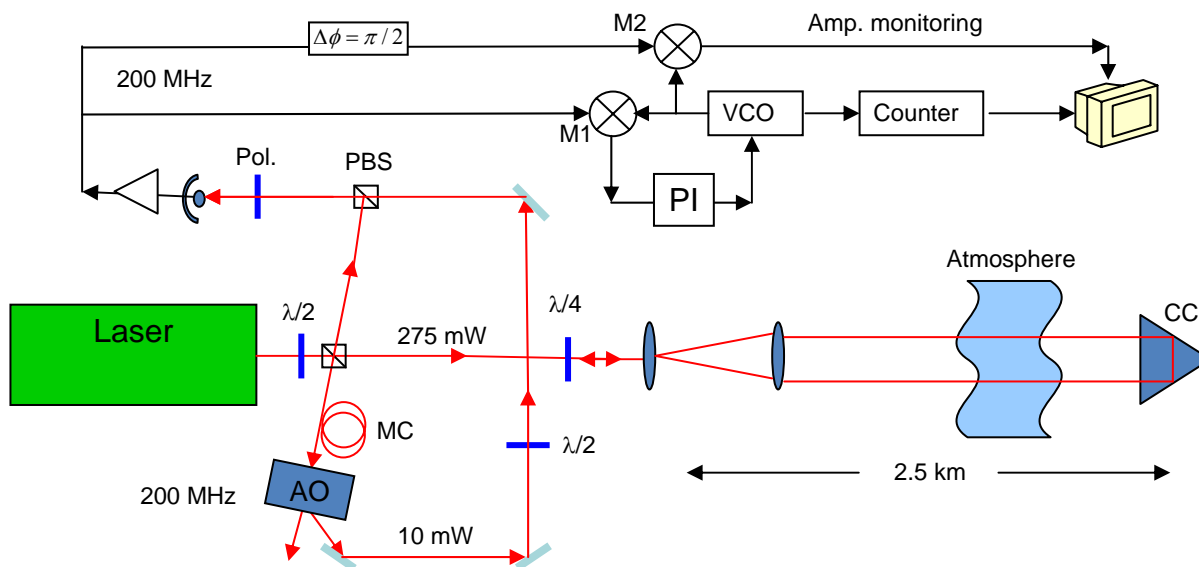 M2
Amp. monitoring
Δϕ = π / 2
200 MHz
M1
VCO
Counter
Pol.
PBS
PI
Atmosphere
λ/2
λ/4
CC
Laser
275 mW
MC
λ/2
2.5 km
200 MHz
AO
10 mW